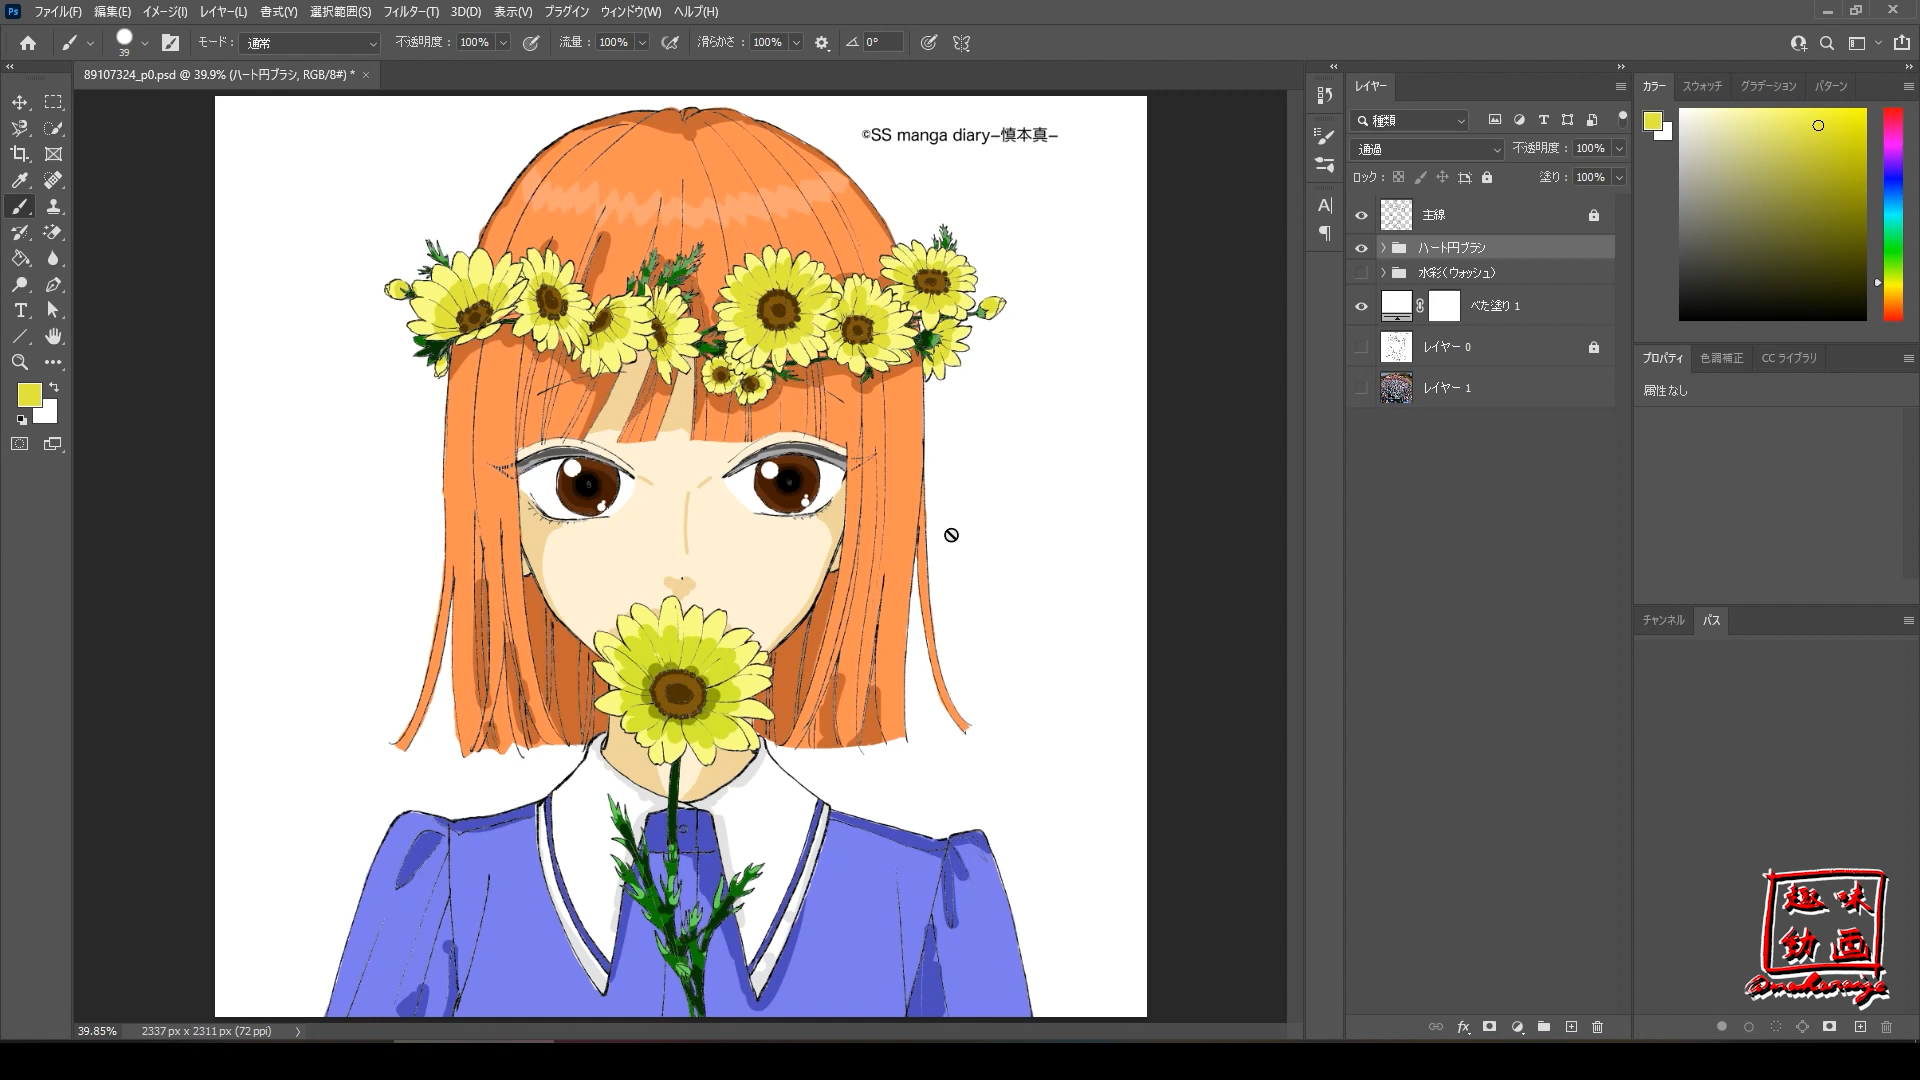 Ps ファイル(F) 編集(E) イメージ(I) レイヤー(L) 書式(Y) 選択範囲(S) フィルター(T) 3D(D) 表示(V) プラグイン ウィンドウ(W) ヘルプ(H)
39 モード： 通常 不透明度： 100% 流量： 100% 滑らかさ： 100% 0°
89107324_p0.psd @ 39.9% (ハート円ブラシ, RGB/8#) *
©SS manga diary−慎本真−
レイヤー
種類
通過 不透明度： 100%
ロック： 塗り： 100%
主線
ハート円ブラシ
水彩（ウォッシュ）
べた塗り 1
レイヤー 0
レイヤー 1
カラー スウォッチ グラデーション パターン
プロパティ 色調補正 CC ライブラリ
属性なし
チャンネル パス
趣味
動画
39.85% 2337 px x 2311 px (72 ppi)